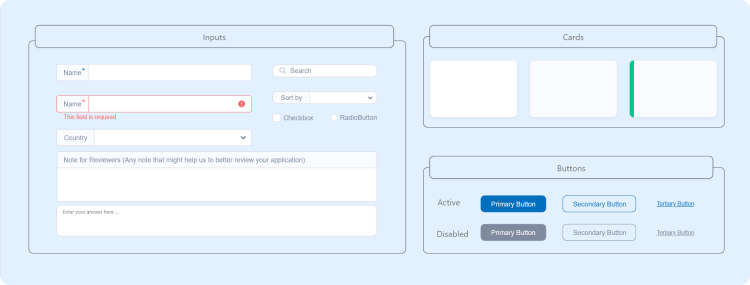 Inputs
Name*
Search
Name*
This field is required
Sort by
Checkbox
RadioButton
Country
Note for Reviewers (Any note that might help us to better review your application)
Enter your answer here....
Cards
Buttons
Active
Primary Button
Secondary Button
Tertiary Button
Disabled
Primary Button
Secondary Button
Tertiary Button